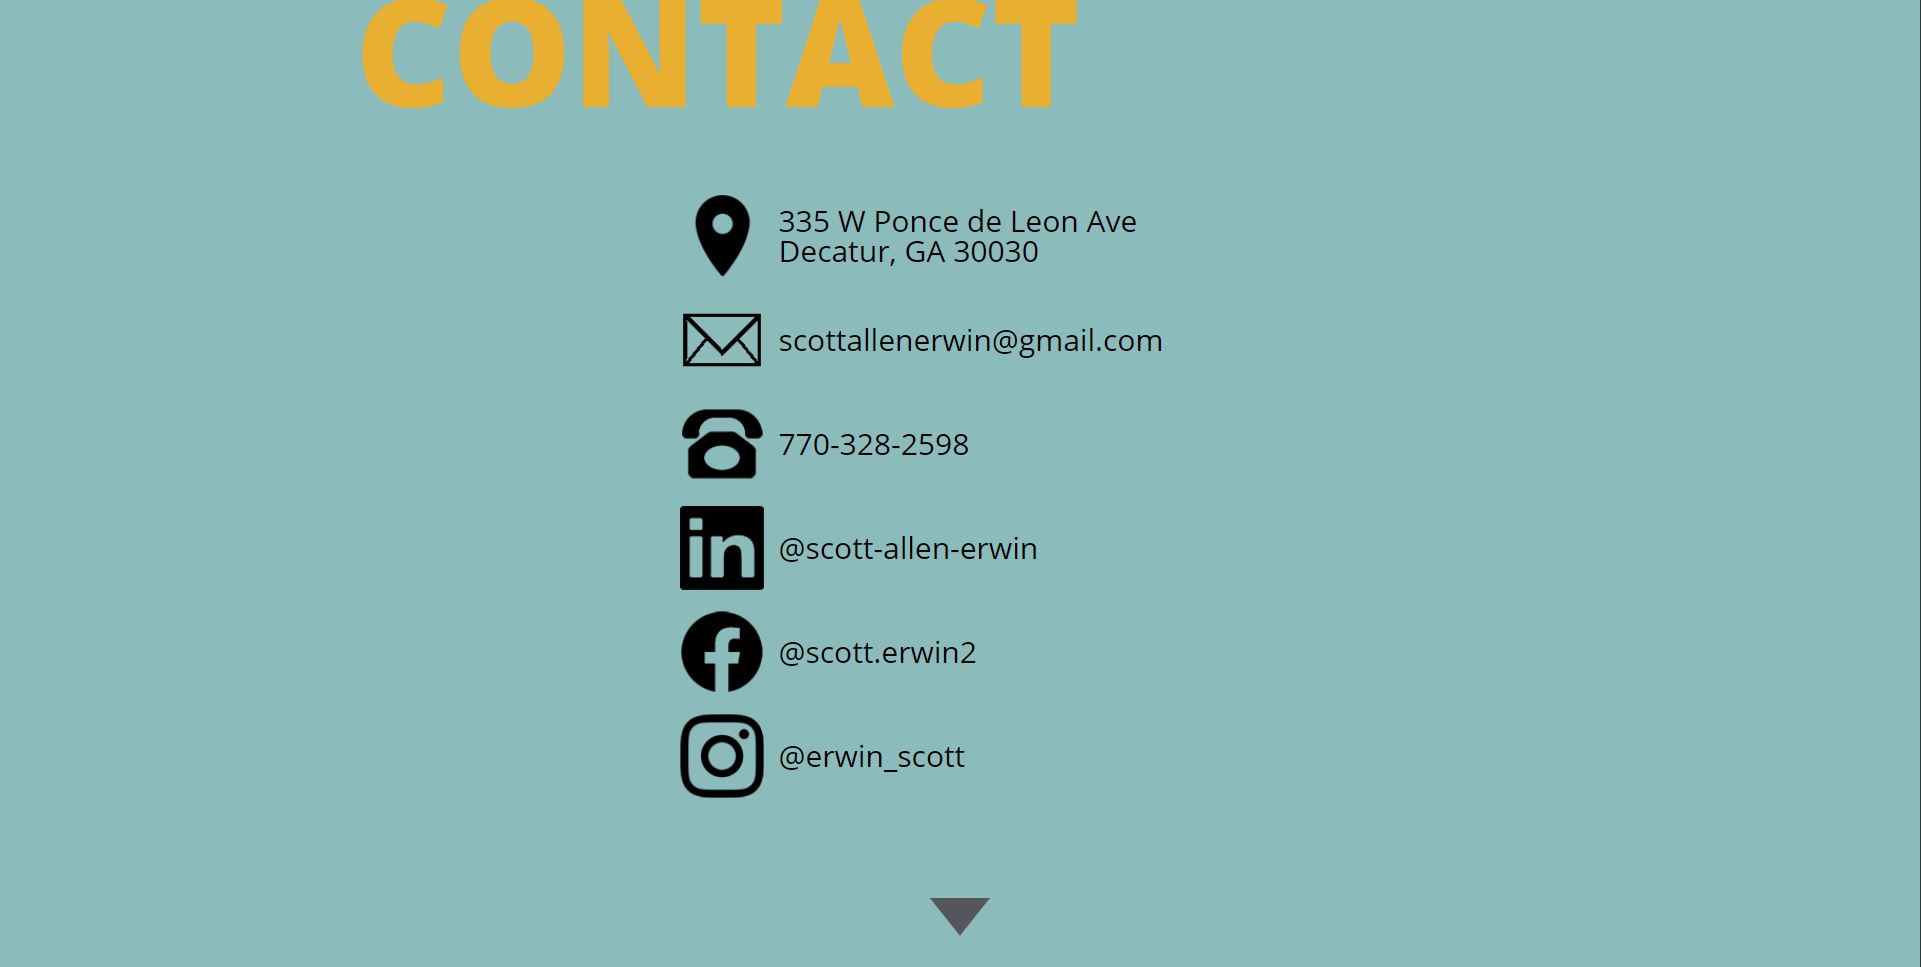 CONTACT
335 W Ponce de Leon Ave
Decatur, GA 30030
scottallenerwin@gmail.com
770-328-2598
in
@scott-allen-erwin
f
@scott.erwin2
@erwin_scott